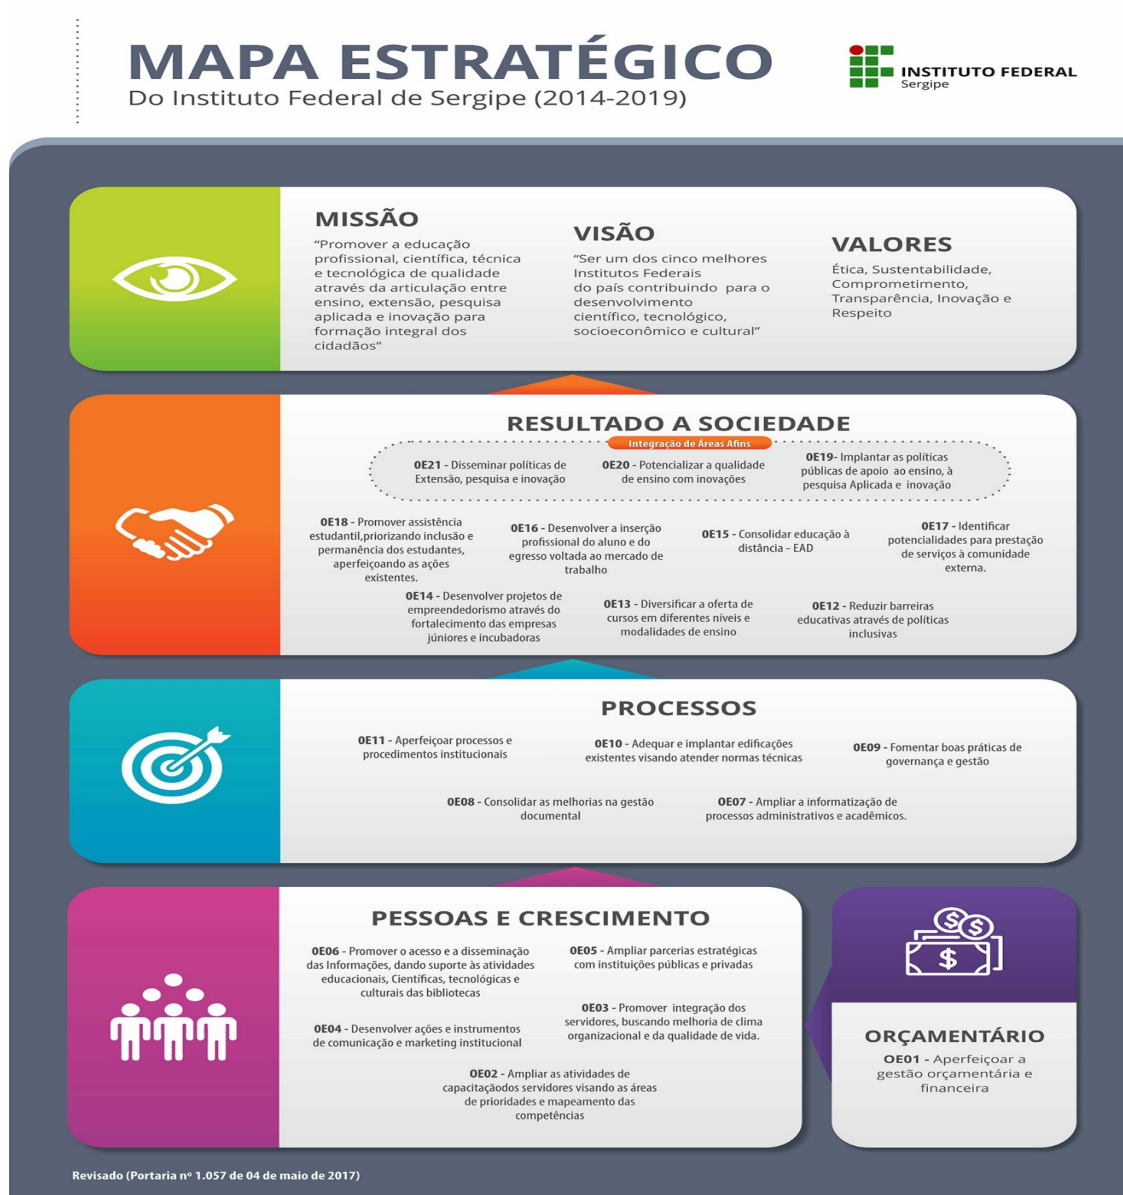 MAPA ESTRATÉGICO
Do Instituto Federal de Sergipe (2014-2019)
INSTITUTO FEDERAL
Sergipe
MISSÃO
“Promover a educação
profissional, científica, técnica
e tecnológica de qualidade
através da articulação entre
ensino, extensão, pesquisa
aplicada e inovação para
formação integral dos
cidadãos”
VISÃO
“Ser um dos cinco melhores
Institutos Federais
do país contribuindo para o
desenvolvimento
científico, tecnológico,
socioeconômico e cultural”
VALORES
Ética, Sustentabilidade,
Comprometimento,
Transparência, Inovação e
Respeito
RESULTADO A SOCIEDADE
Integração de Áreas Afins
0E21 - Disseminar políticas de
Extensão, pesquisa e inovação
0E20 - Potencializar a qualidade
de ensino com inovações
0E19- Implantar as políticas
públicas de apoio ao ensino, à
pesquisa Aplicada e inovação
0E18 - Promover assistência
estudantil,priorizando inclusão e
permanência dos estudantes,
aperfeiçoando as ações
existentes.
0E16 - Desenvolver a inserção
profissional do aluno e do
egresso voltada ao mercado de
trabalho
0E15 - Consolidar educação à
distância - EAD
0E17 - Identificar
potencialidades para prestação
de serviços à comunidade
externa.
0E14 - Desenvolver projetos de
empreendedorismo através do
fortalecimento das empresas
júniores e incubadoras
0E13 - Diversificar a oferta de
cursos em diferentes níveis e
modalidades de ensino
0E12 - Reduzir barreiras
educativas através de políticas
inclusivas
PROCESSOS
0E11 - Aperfeiçoar processos e
procedimentos institucionais
0E10 - Adequar e implantar edificações
existentes visando atender normas técnicas
0E09 - Fomentar boas práticas de
governança e gestão
0E08 - Consolidar as melhorias na gestão
documental
0E07 - Ampliar a informatização de
processos administrativos e acadêmicos.
PESSOAS E CRESCIMENTO
0E06 - Promover o acesso e a disseminação
das Informações, dando suporte às atividades
educacionais, Científicas, tecnológicas e
culturais das bibliotecas
0E05 - Ampliar parcerias estratégicas
com instituições públicas e privadas
0E04 - Desenvolver ações e instrumentos
de comunicação e marketing institucional
0E03 - Promover integração dos
servidores, buscando melhoria de clima
organizacional e da qualidade de vida.
0E02 - Ampliar as atividades de
capacitaçãodos servidores visando as áreas
de prioridades e mapeamento das
competências
ORÇAMENTÁRIO
OE01 - Aperfeiçoar a
gestão orçamentária e
financeira
Revisado (Portaria nº 1.057 de 04 de maio de 2017)